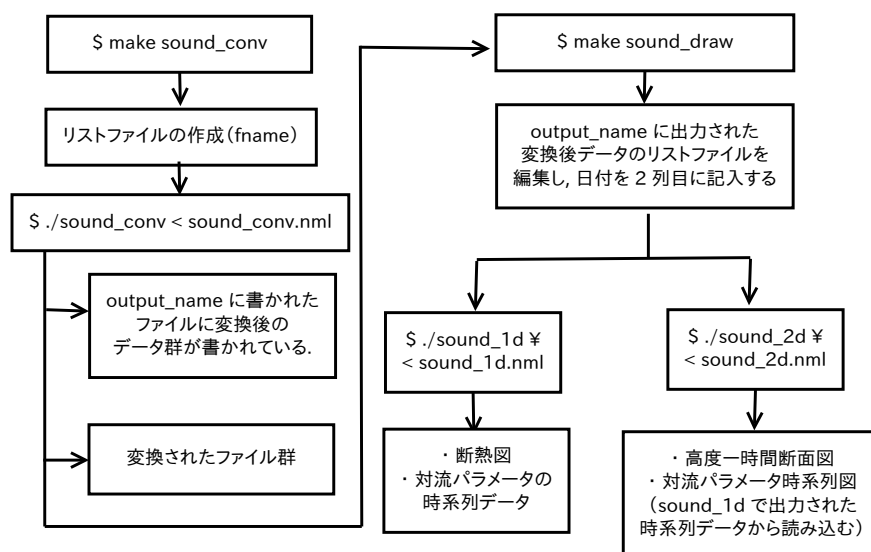 $ make sound_conv
リストファイルの作成(fname)
$ ./sound_conv < sound_conv.nml
output_name に書かれた
ファイルに変換後の
データ群が書かれている.
変換されたファイル群
$ make sound_draw
output_name に出力された
変換後データのリストファイルを
編集し, 日付を 2 列目に記入する
$ ./sound_1d ¥
< sound_1d.nml
・断熱図
・対流パラメータの
時系列データ
$ ./sound_2d ¥
< sound_2d.nml
・高度ー時間断面図
・対流パラメータ時系列図
（sound_1d で出力された
時系列データから読み込む）